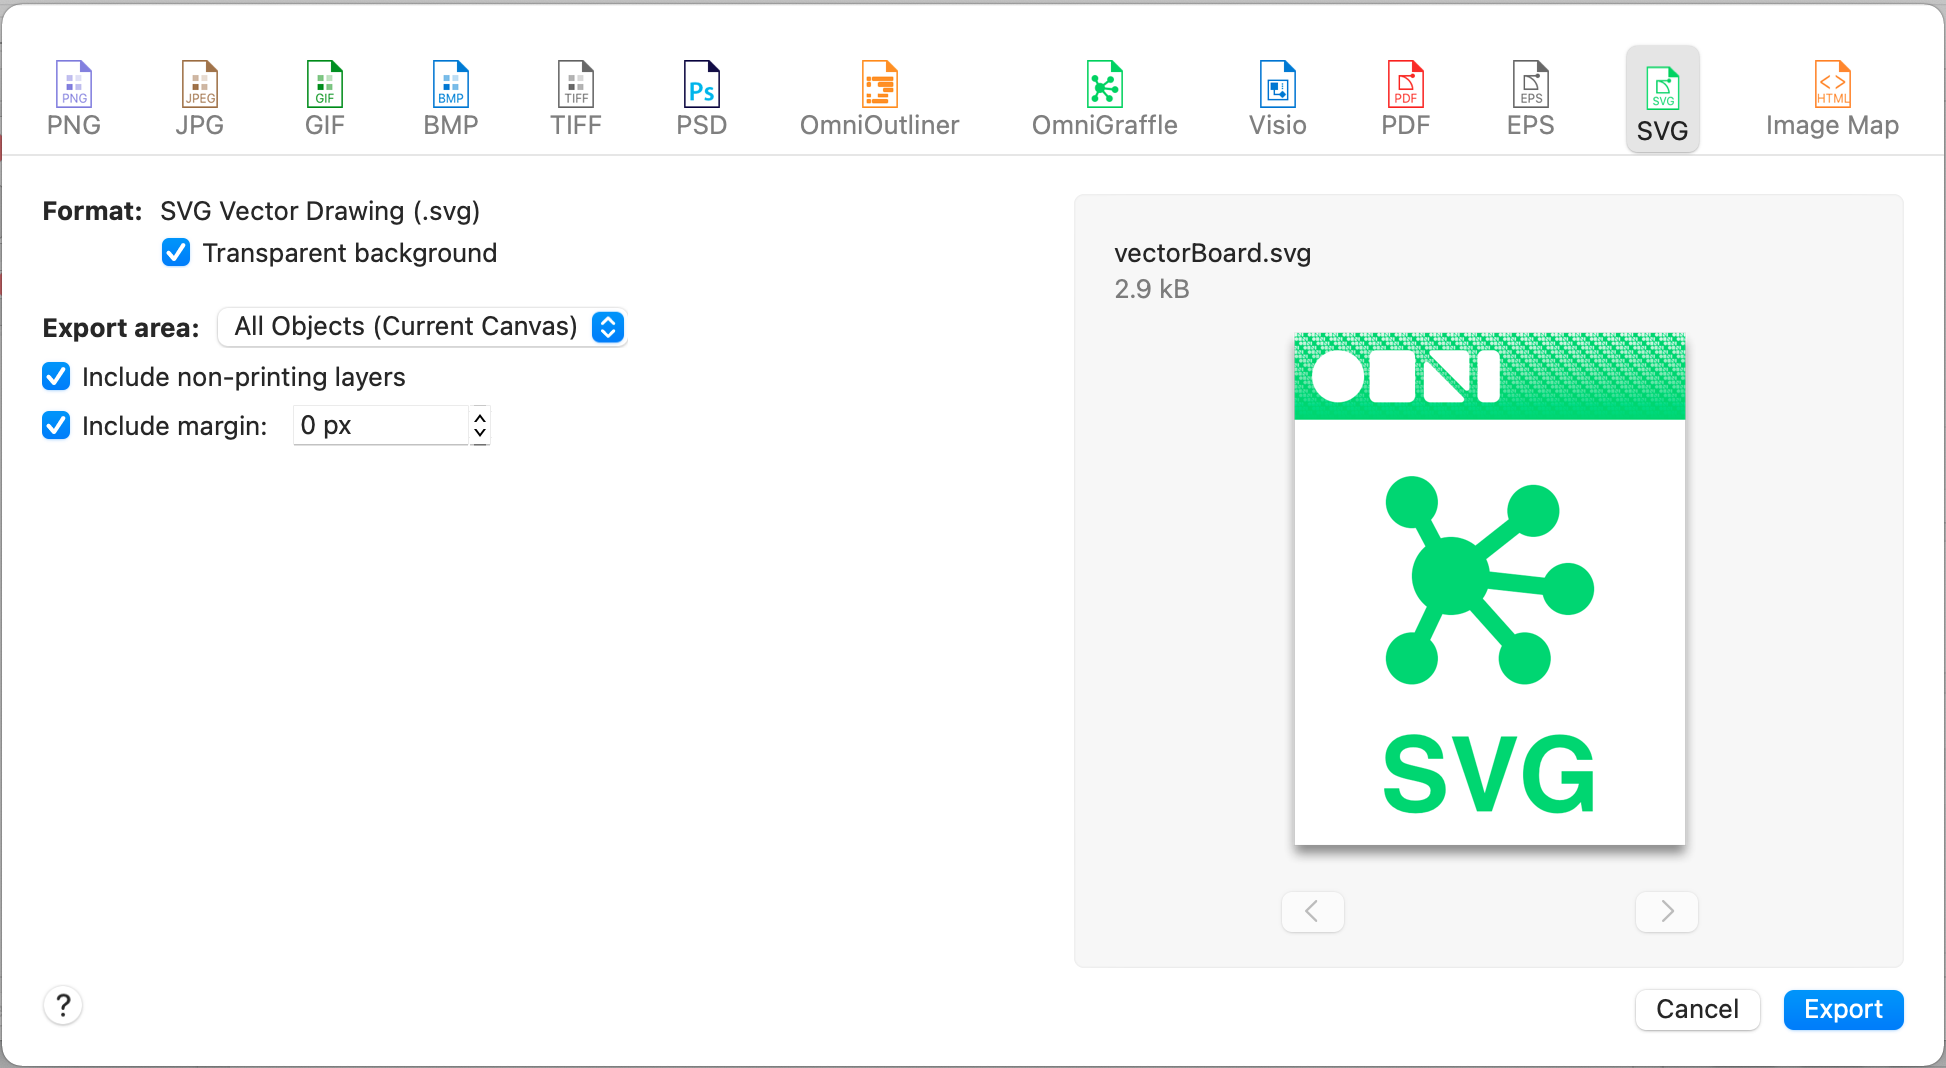 PNG JPEG GIF BMP TIFF Ps PDF EPS SVG HTML
PNG JPG GIF BMP TIFF PSD OmniOutliner OmniGraffle Visio PDF EPS SVG Image Map
Format: SVG Vector Drawing (.svg)
Transparent background
Export area: All Objects (Current Canvas)
Include non-printing layers
Include margin: 0 px
vectorBoard.svg
2.9 kB
OMNI
SVG
?
Cancel Export